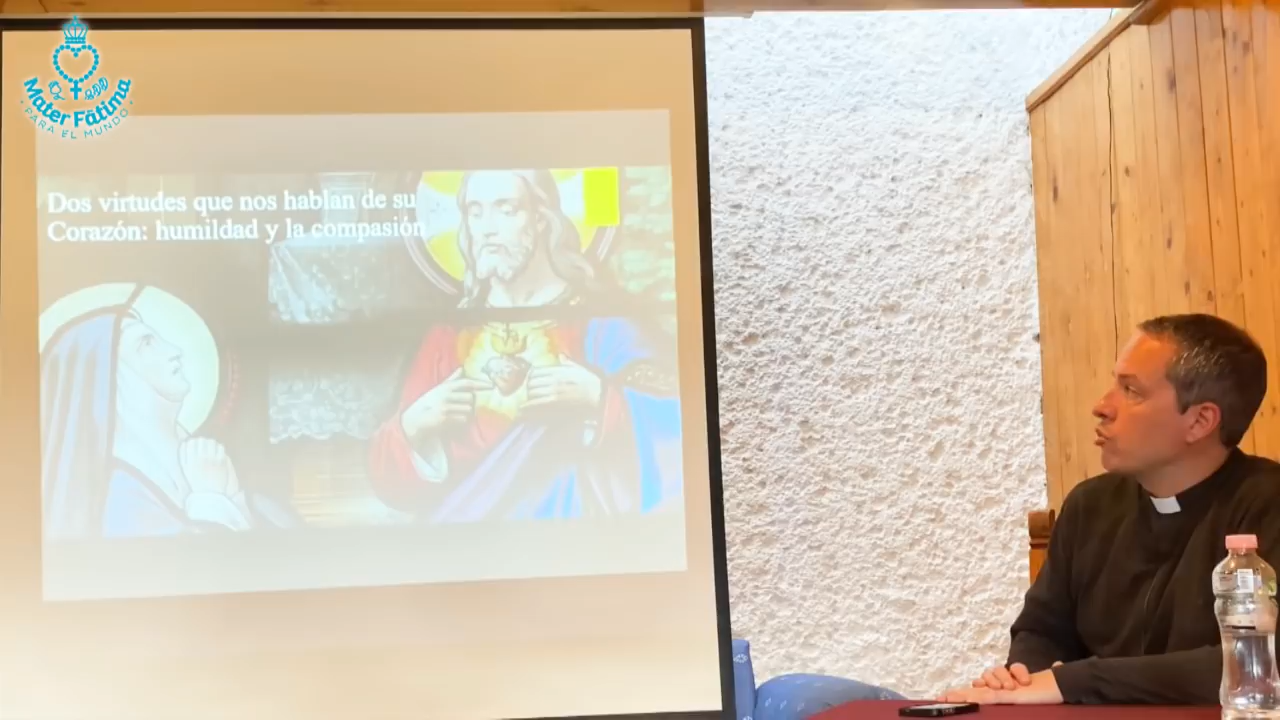 Mater Fátima
PARA EL MUNDO
Dos virtudes que nos hablan de su
Corazón: humildad y la compasión